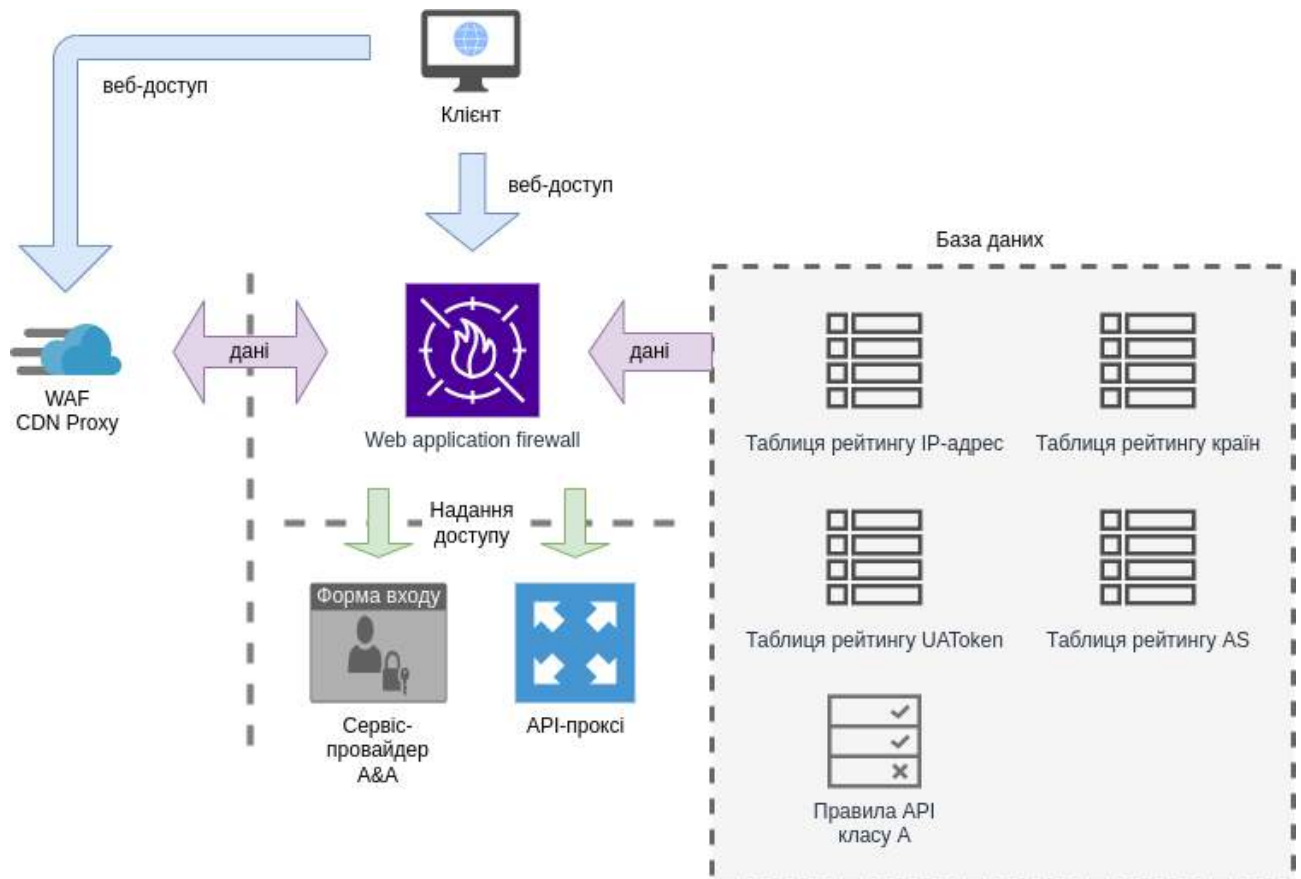 веб-доступ
Клієнт
веб-доступ
База даних
дані
дані
WAF
CDN Proxy
Web application firewall
Таблиця рейтингу IP-адрес
Таблиця рейтингу країн
Надання
доступу
Форма входу
Таблиця рейтингу UAToken
Таблиця рейтингу AS
Сервіс-
провайдер
A&A
API-проксі
Правила API
класу A